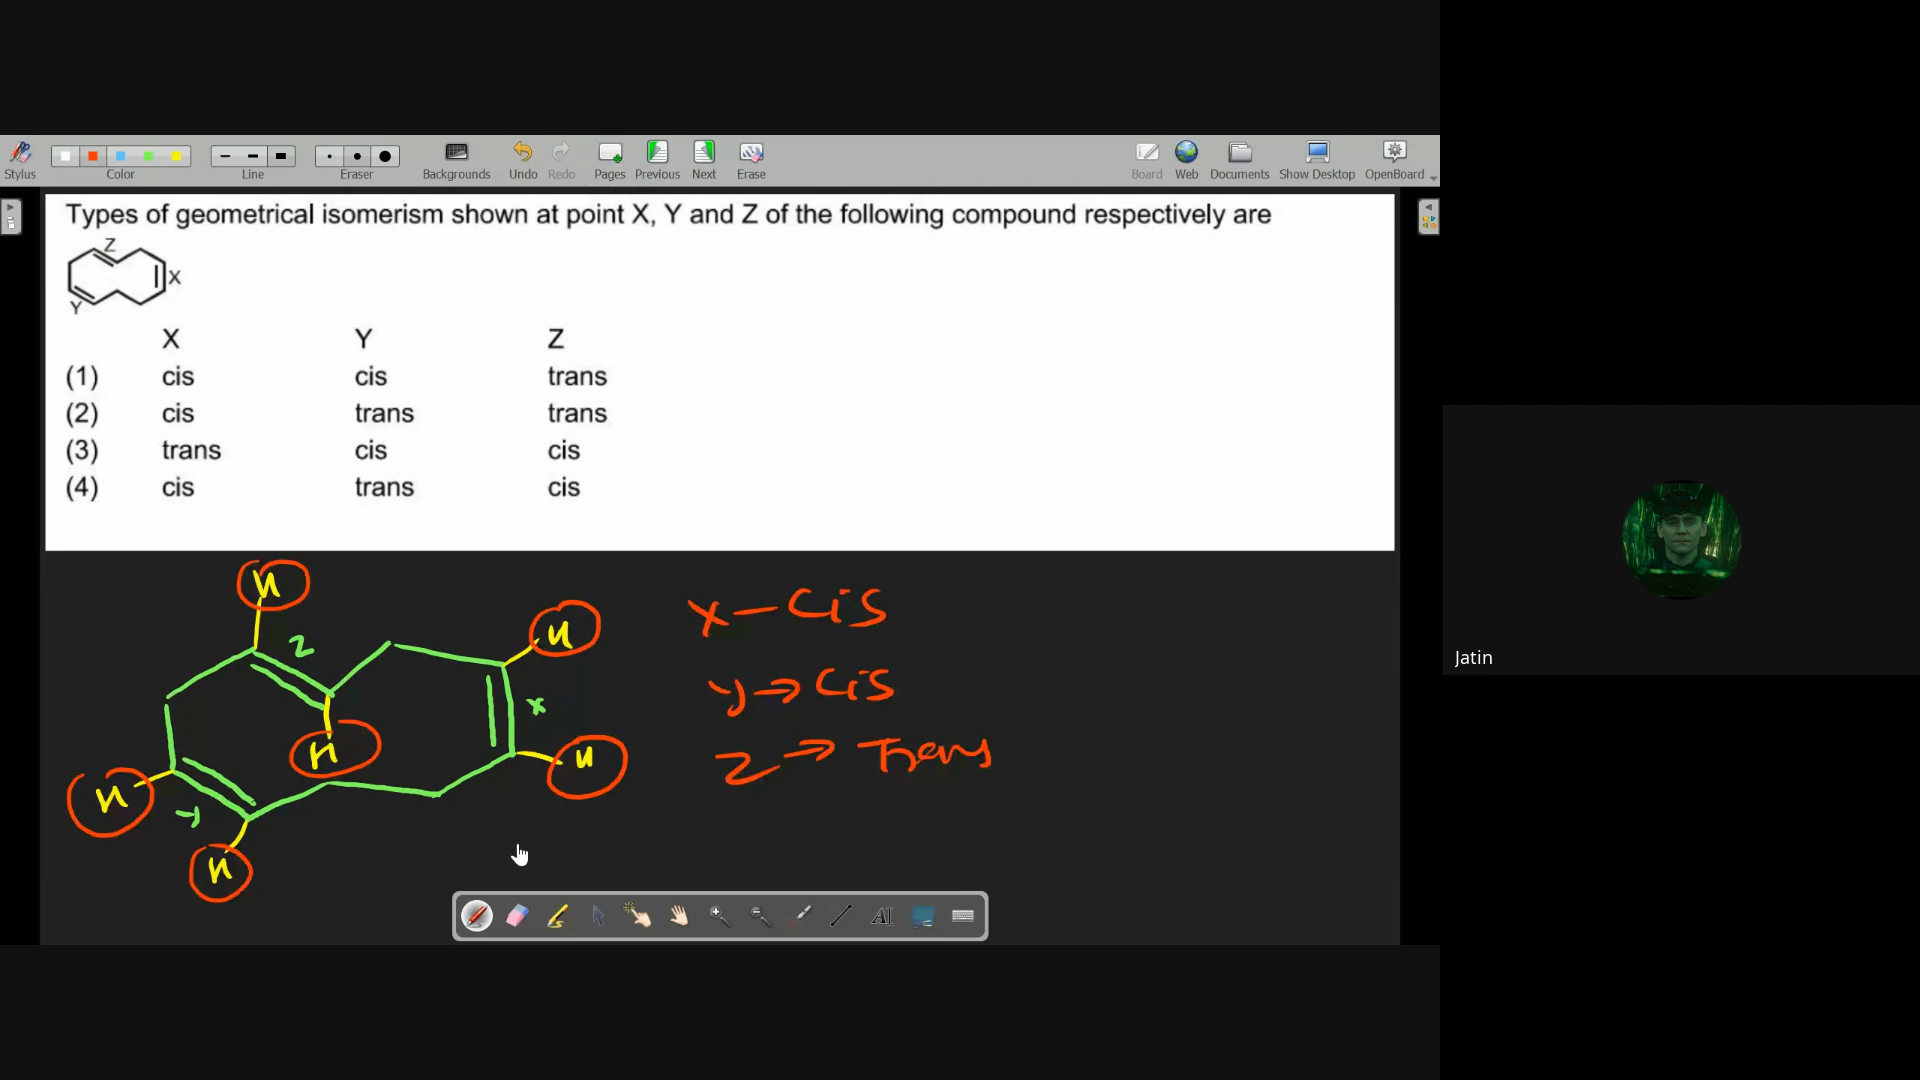 Stylus Color Line Eraser Backgrounds Undo Redo Pages Previous Next Erase Board Web Documents Show Desktop OpenBoard
Types of geometrical isomerism shown at point X, Y and Z of the following compound respectively are
Z
X
Y
X Y Z
(1) cis cis trans
(2) cis trans trans
(3) trans cis cis
(4) cis trans cis
H
Z
H
X
H
H
H
Y
H
X — Cis
Y → Cis
Z → Trans
AI
Jatin